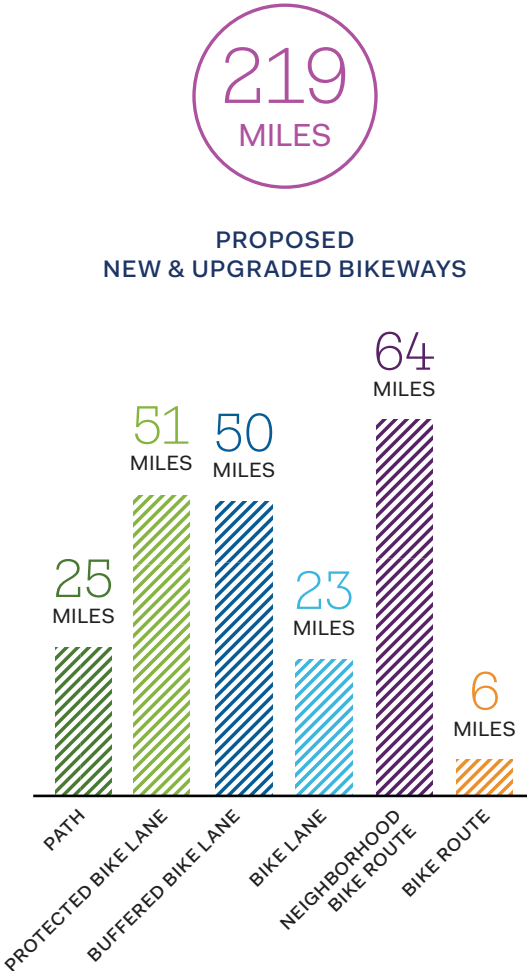 219
MILES
PROPOSED
NEW & UPGRADED BIKEWAYS
25
MILES
51
MILES
50
MILES
23
MILES
64
MILES
6
MILES
PATH
PROTECTED BIKE LANE
BUFFERED BIKE LANE
BIKE LANE
NEIGHBORHOOD
BIKE ROUTE
BIKE ROUTE